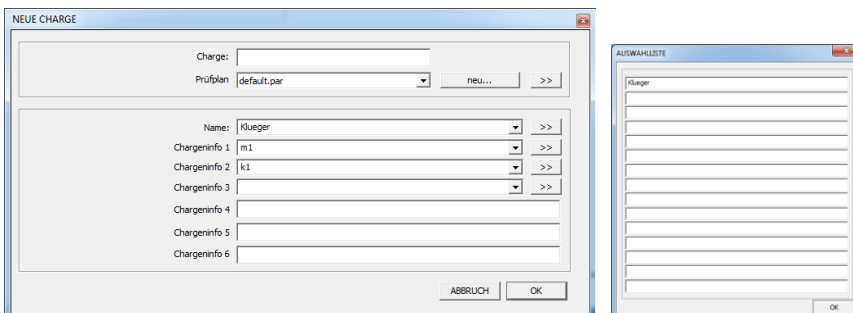 NEUE CHARGE
Charge:
Prüfplan default.par neu... >>
Name: Klueger >>
Chargeninfo 1 m1 >>
Chargeninfo 2 k1 >>
Chargeninfo 3 >>
Chargeninfo 4
Chargeninfo 5
Chargeninfo 6
ABBRUCH OK
AUSWAHLLISTE
Klueger
OK